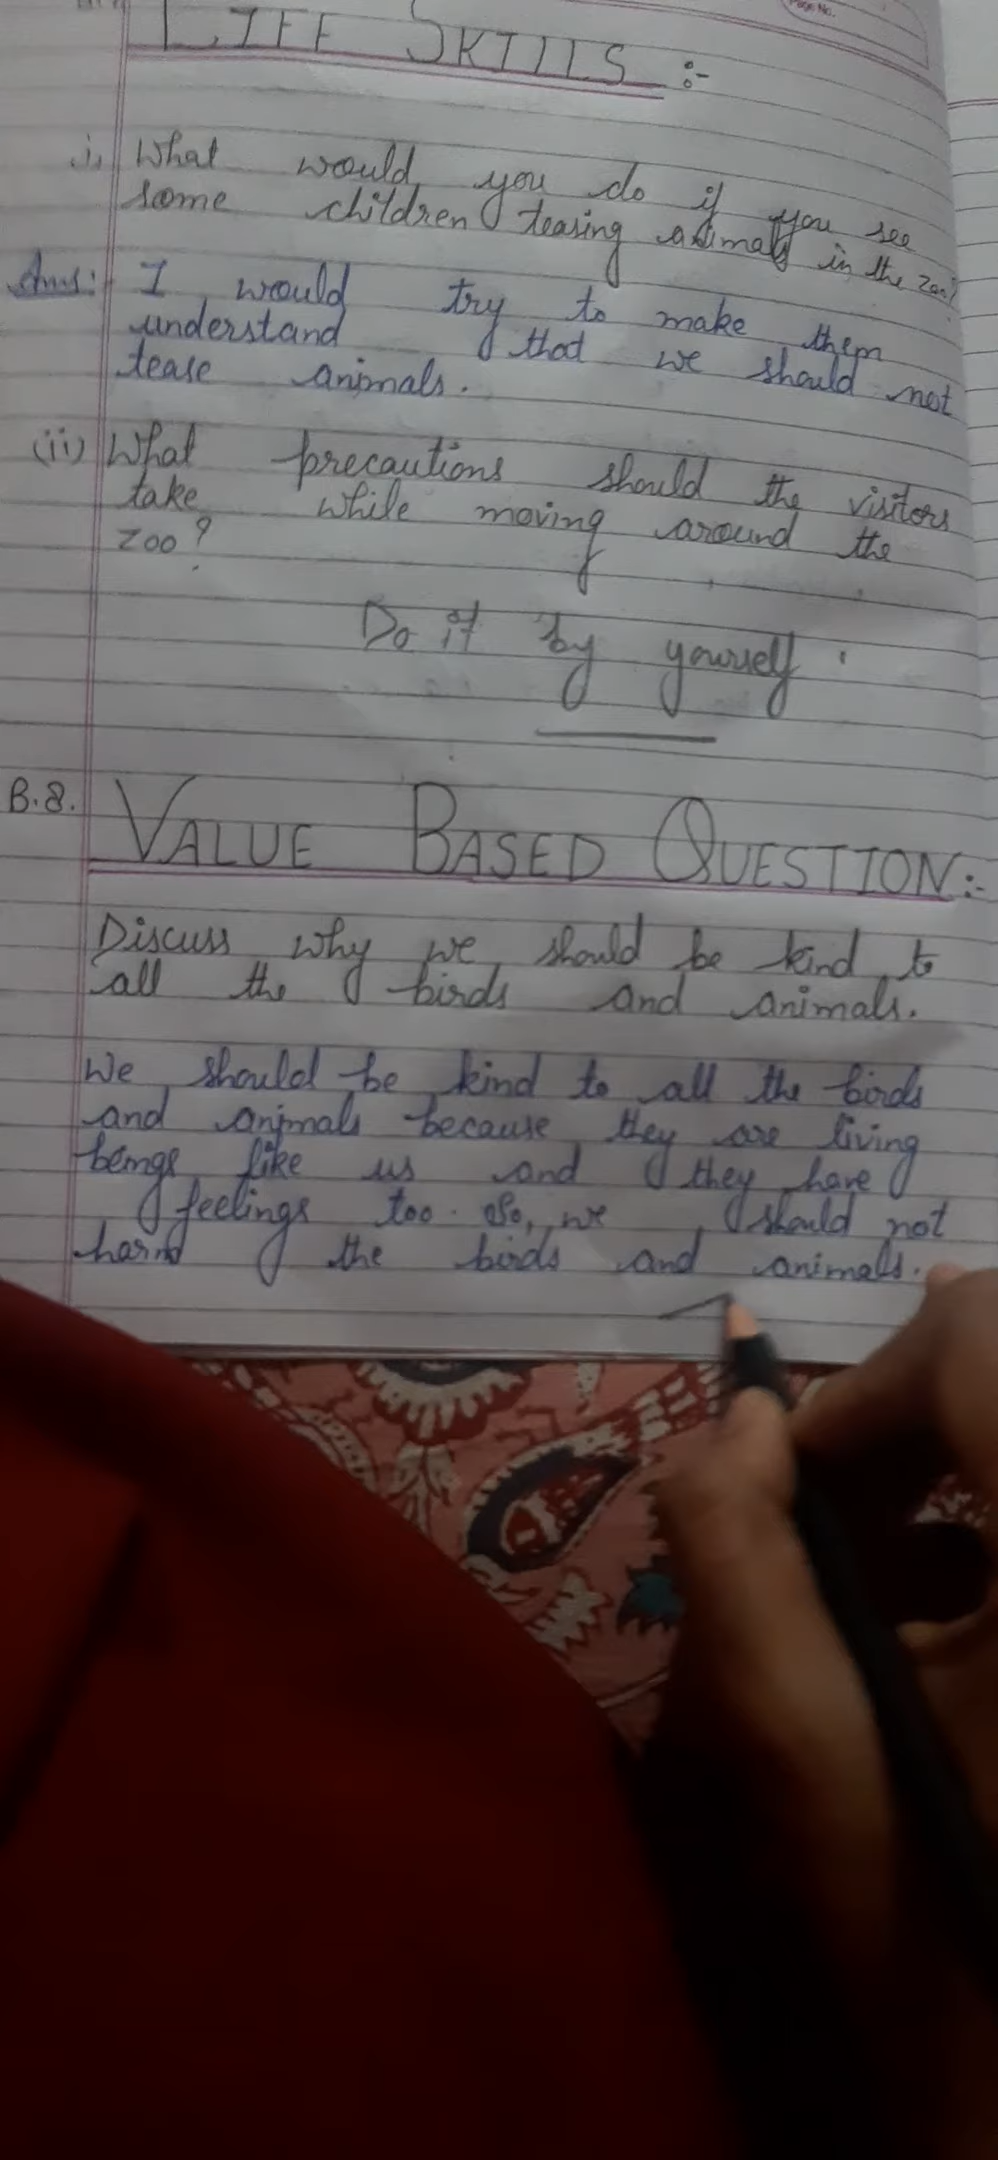 LIFE SKILLS :-
i, What would you do if you see
some children teasing animals in the zoo?
Ans: I would try to make them
understand that we should not
tease animals.
(ii) What precautions should the visitors
take while moving around the
zoo?
Do it by yourself.
B.8. VALUE BASED QUESTION:-
Discuss why we should be kind to
all the birds and animals.
We should be kind to all the birds
and animals because they are living
beings like us and they have
feelings too. So, we should not
harm the birds and animals.